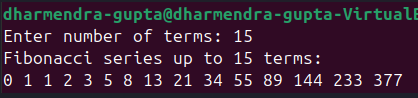 dharmendra-gupta@dharmendra-gupta-Virtual
Enter number of terms: 15
Fibonacci series up to 15 terms:
0 1 1 2 3 5 8 13 21 34 55 89 144 233 377